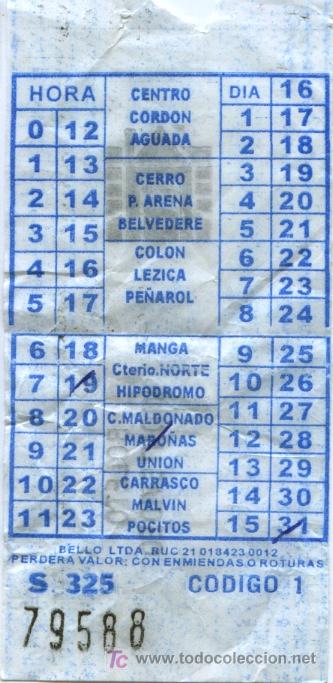 HORA CENTRO DIA 16
0 12 CORDON 1 17
AGUADA 2 18
1 13 CERRO 3 19
2 14 P. ARENA 4 20
3 15 BELVEDERE 5 21
4 16 COLON 6 22
LEZICA 7 23
5 17 PEÑAROL 8 24
6 18 MANGA 9 25
7 19 Cterio.NORTE 10 26
HIPODROMO
8 20 C.MALDONADO 11 27
9 21 MAROÑAS 12 28
UNION 13 29
10 22 CARRASCO 14 30
MALVIN
11 23 POCITOS 15 31
BELLO LTDA. RUC 21 018423 0012
PERDERA VALOR: CON ENMIENDAS O ROTURAS
S. 325 CODIGO 1
79588
TC www.todocoleccion.net